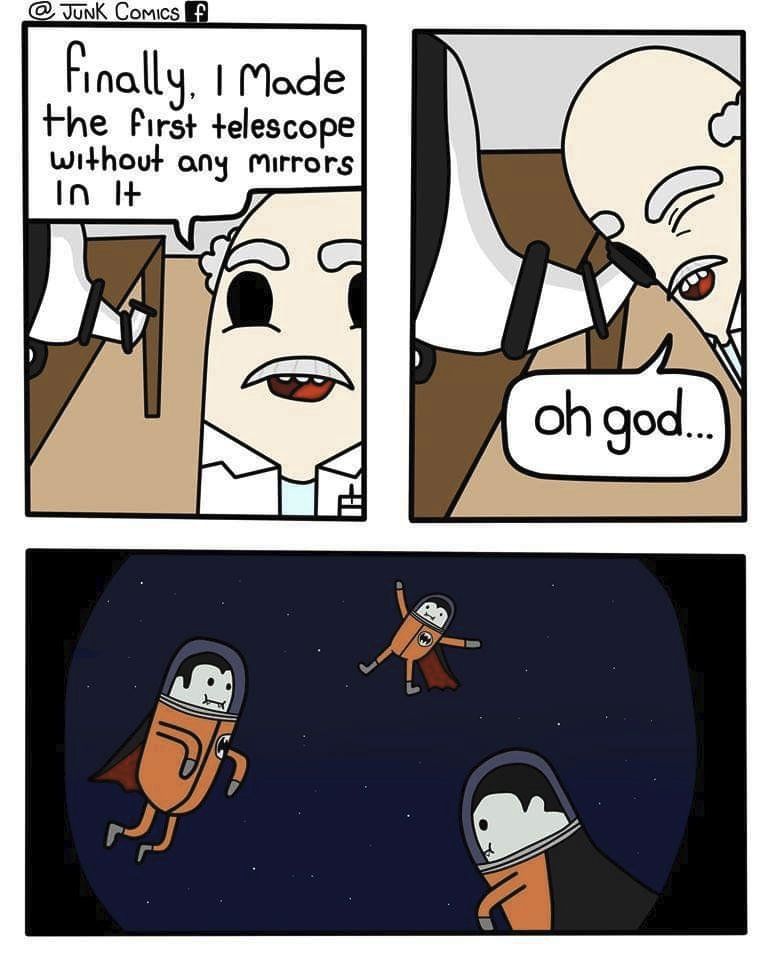 @ JUNK COMICS f
Finally, I Made
the first telescope
without any mirrors
In It
oh god...